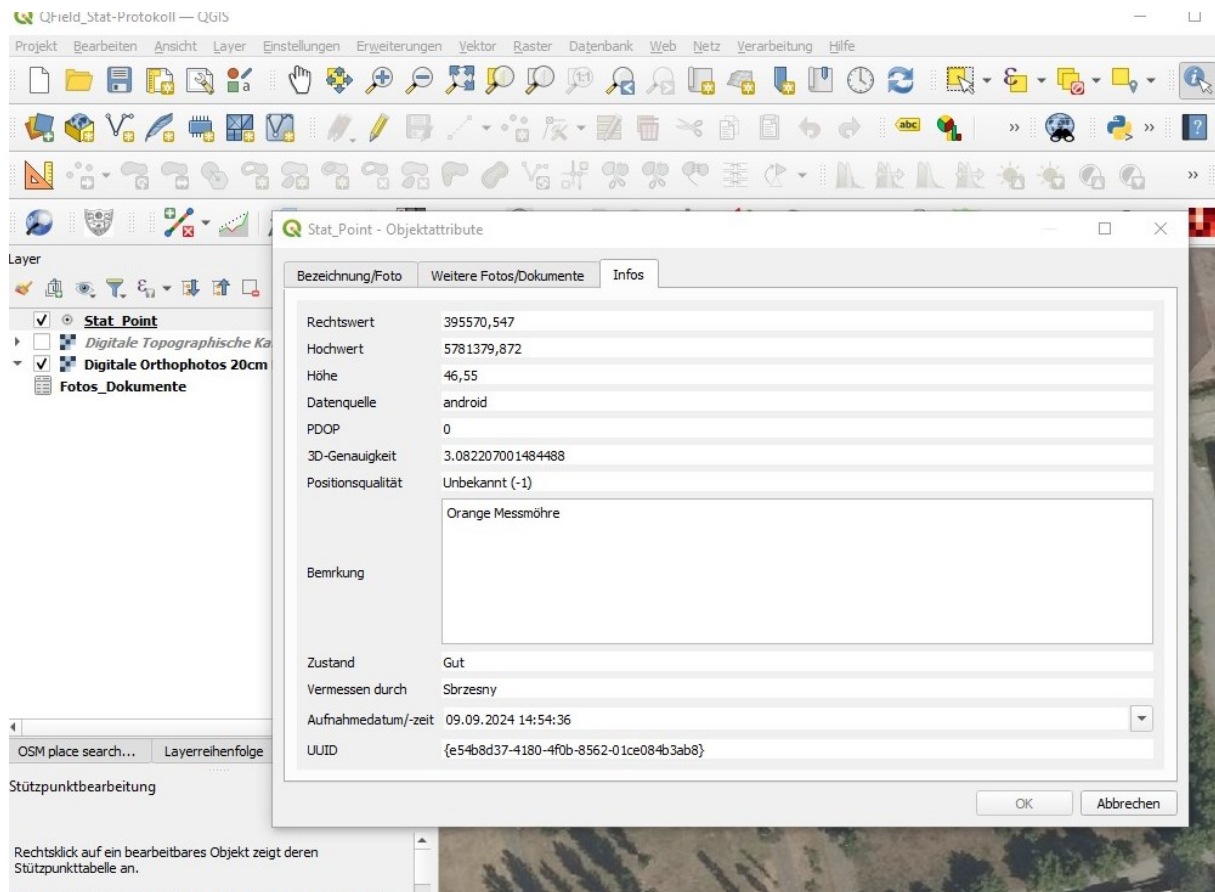 QField_Stat-Protokoll — QGIS
Projekt Bearbeiten Ansicht Layer Einstellungen Erweiterungen Vektor Raster Datenbank Web Netz Verarbeitung Hilfe
abc
Layer
Stat_Point
Digitale Topographische Ka
Digitale Orthophotos 20cm
Fotos_Dokumente
Stat_Point - Objektattribute
Bezeichnung/Foto Weitere Fotos/Dokumente Infos
Rechtswert 395570,547
Hochwert 5781379,872
Höhe 46,55
Datenquelle android
PDOP 0
3D-Genauigkeit 3.082207001484488
Positionsqualität Unbekannt (-1)
Bemrkung Orange Messmöhre
Zustand Gut
Vermessen durch Sbrzesny
Aufnahmedatum/-zeit 09.09.2024 14:54:36
UUID {e54b8d37-4180-4f0b-8562-01ce084b3ab8}
OK Abbrechen
OSM place search... Layerreihenfolge
Stützpunktbearbeitung
Rechtsklick auf ein bearbeitbares Objekt zeigt deren
Stützpunkttabelle an.